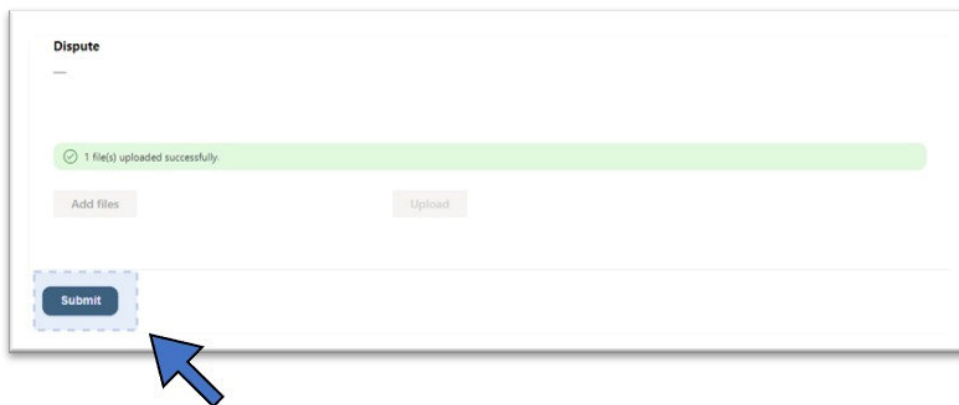 Dispute
1 file(s) uploaded successfully.
Add files
Upload
Submit